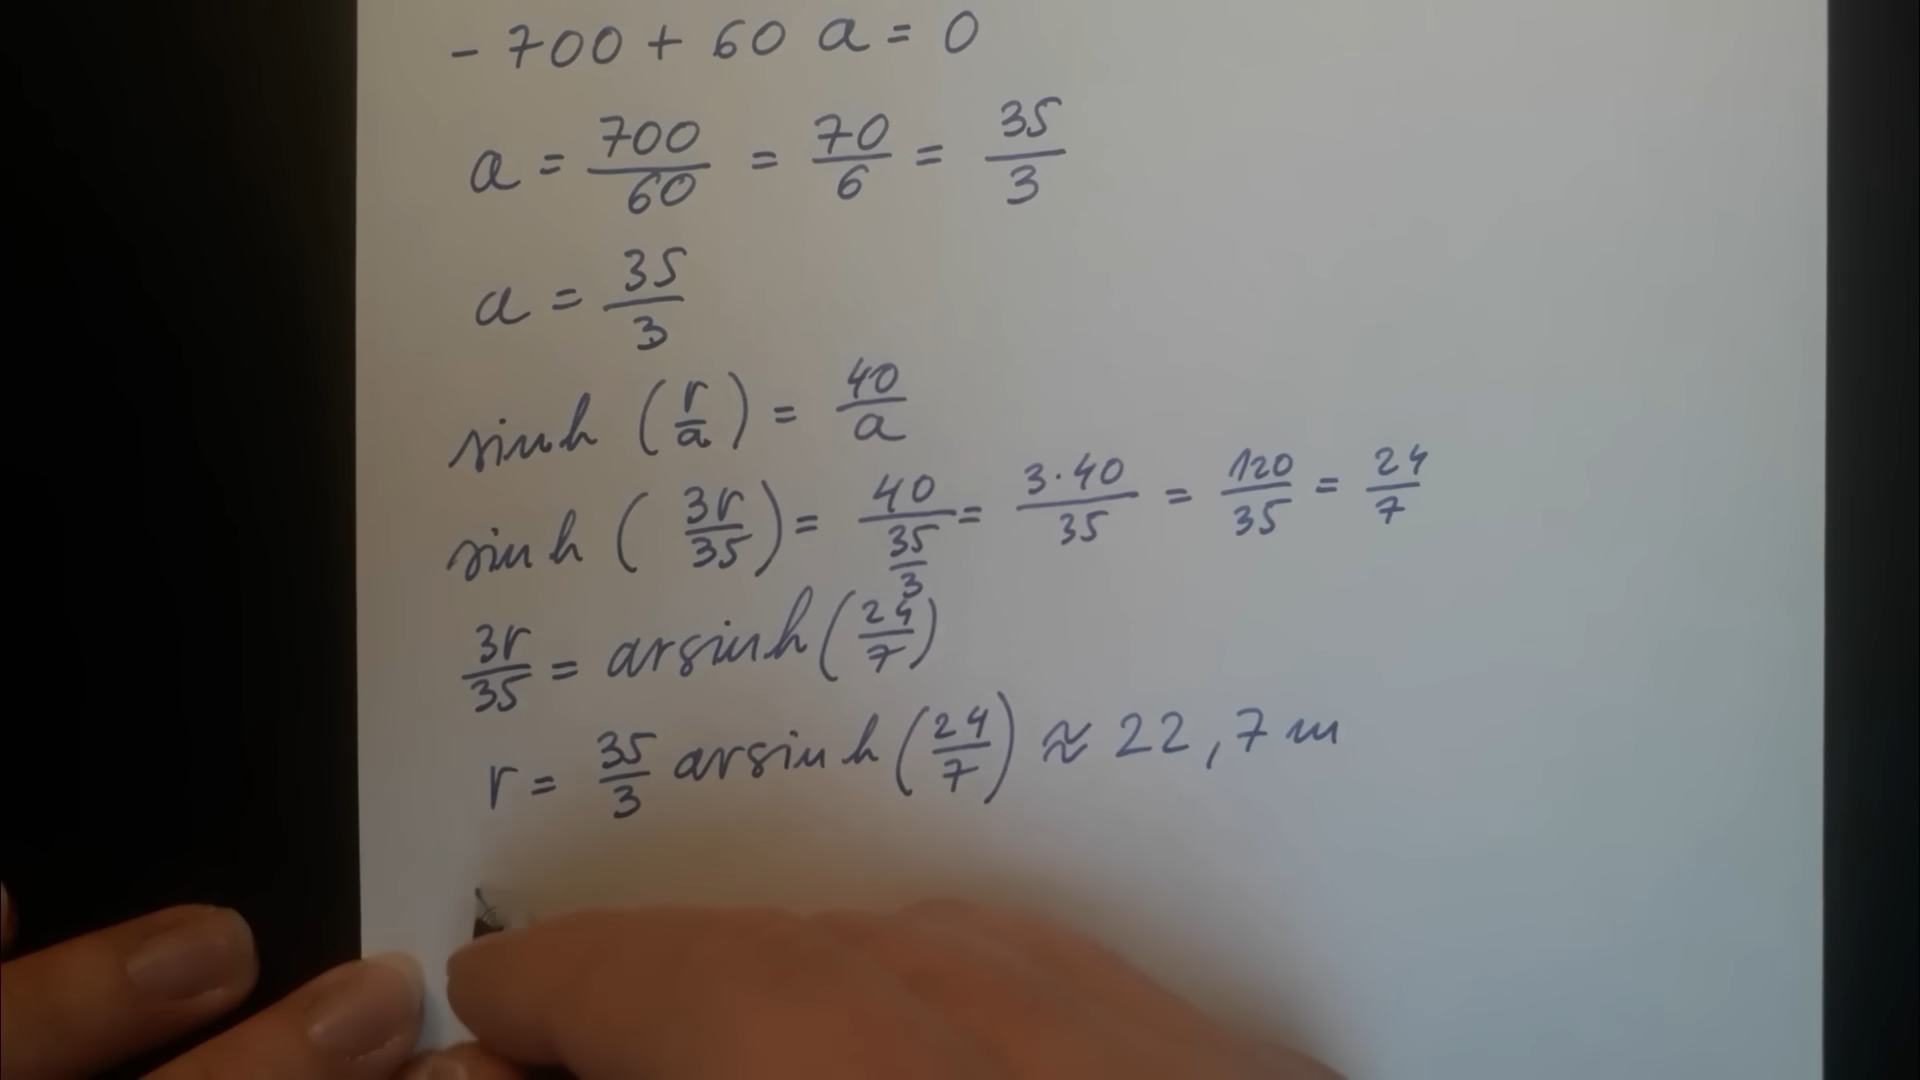 - 700 + 60 a = 0
a = 700/60 = 70/6 = 35/3
a = 35/3
sinh (r/a) = 40/a
sinh (3r/35) = 40/(35/3) = 3·40/35 = 120/35 = 24/7
3r/35 = arsinh (24/7)
r = 35/3 arsinh (24/7) ≈ 22,7 m